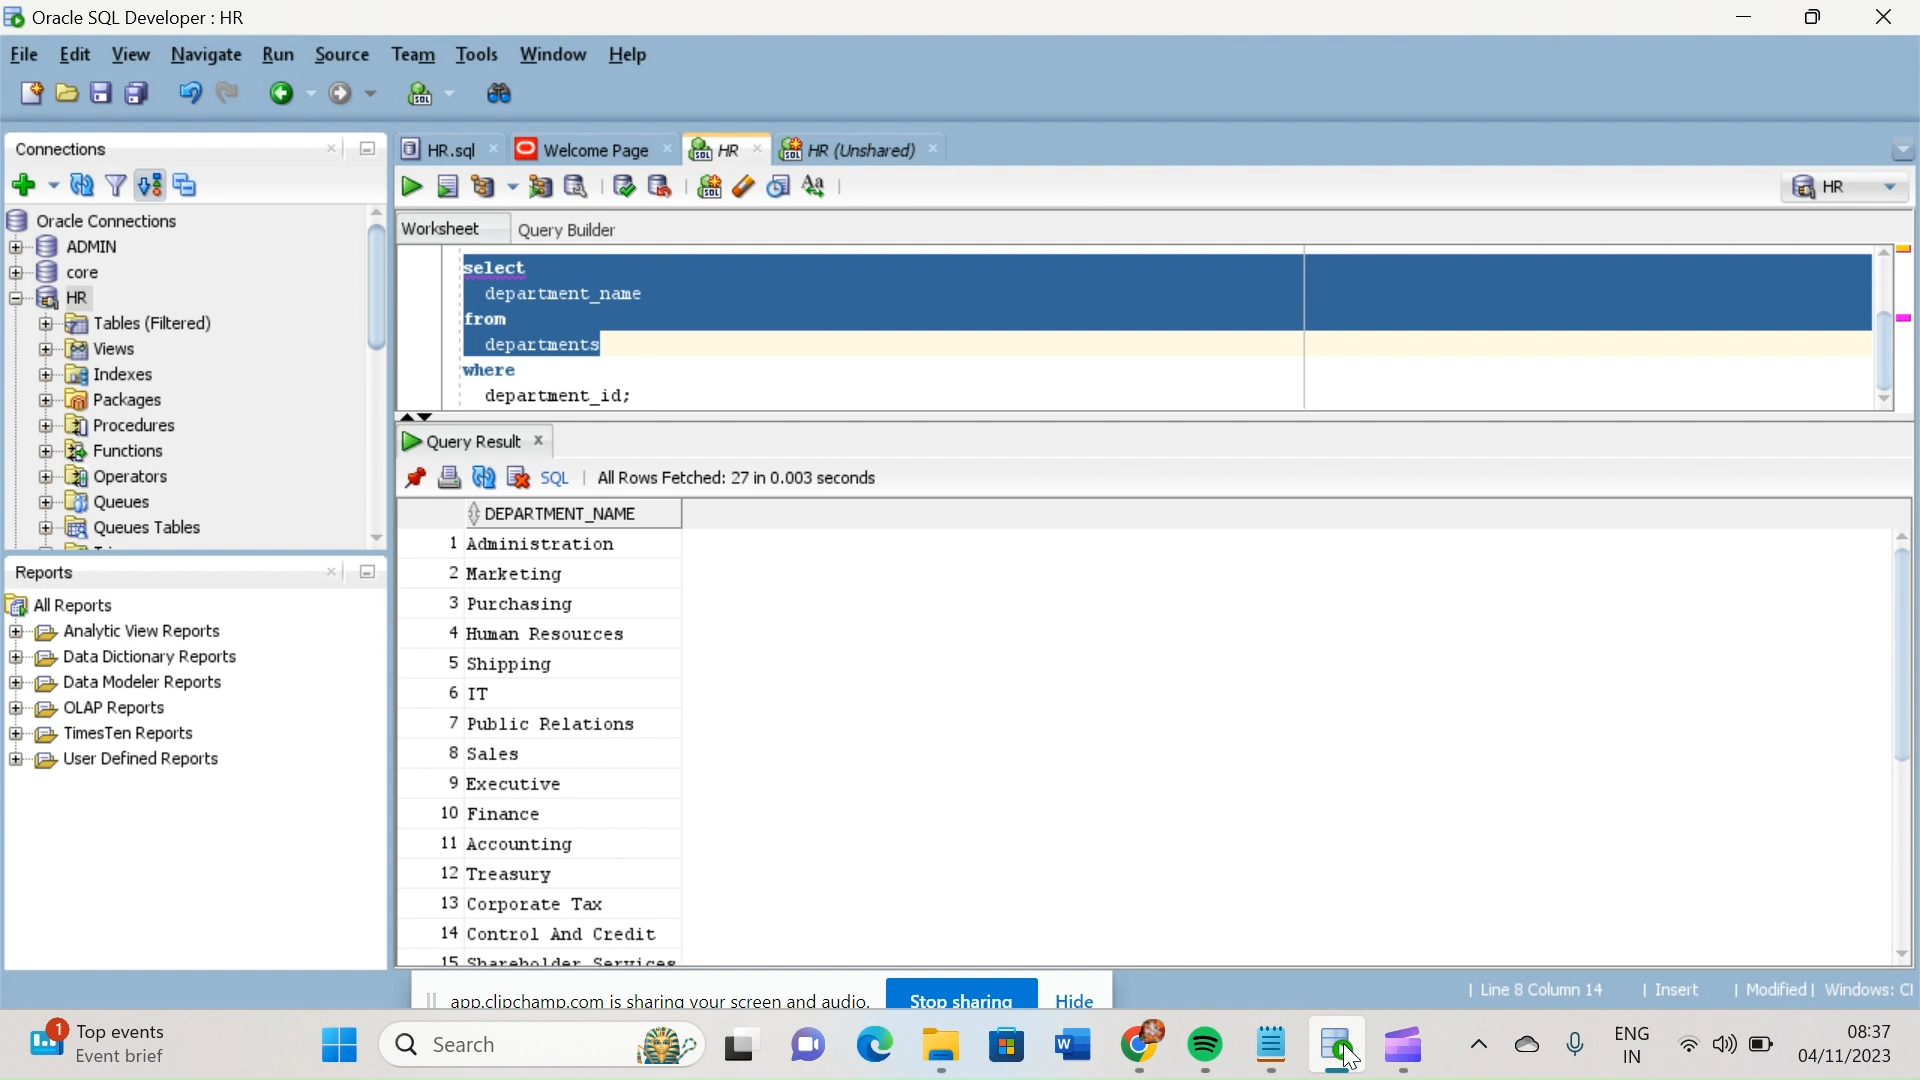 Oracle SQL Developer : HR
File Edit View Navigate Run Source Team Tools Window Help
Connections
Oracle Connections
ADMIN
core
HR
Tables (Filtered)
Views
Indexes
Packages
Procedures
Functions
Operators
Queues
Queues Tables
Reports
All Reports
Analytic View Reports
Data Dictionary Reports
Data Modeler Reports
OLAP Reports
TimesTen Reports
User Defined Reports
HR.sql Welcome Page HR HR (Unshared)
HR
Worksheet Query Builder
select
department_name
from
departments
where
department_id;
Query Result
SQL All Rows Fetched: 27 in 0.003 seconds
DEPARTMENT_NAME
1 Administration
2 Marketing
3 Purchasing
4 Human Resources
5 Shipping
6 IT
7 Public Relations
8 Sales
9 Executive
10 Finance
11 Accounting
12 Treasury
13 Corporate Tax
14 Control And Credit
15 Shareholder Services
app.clipchamp.com is sharing your screen and audio. Stop sharing Hide
Line 8 Column 14 | Insert | Modified | Windows: Cl
1 Top events
Event brief
Search
ENG
IN
08:37
04/11/2023